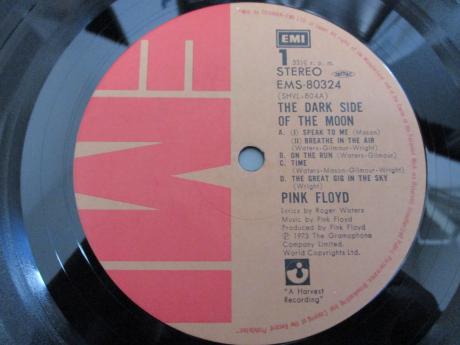 EMI
EMI
1
33⅓ r.p.m.
STEREO
EMS-80324
(SHVL-804A)
THE DARK SIDE
OF THE MOON
A. (I) SPEAK TO ME (Mason)
(II) BREATHE IN THE AIR
(Waters-Gilmour-Wright)
B. ON THE RUN (Waters-Gilmour)
C. TIME
(Waters-Mason-Gilmour-Wright)
D. THE GREAT GIG IN THE SKY
(Wright)
PINK FLOYD
Lyrics by Roger Waters
Music by Pink Floyd
Produced by Pink Floyd
Ⓟ 1973 The Gramophone
Company Limited.
World Copyrights Ltd.
"A Harvest
Recording"